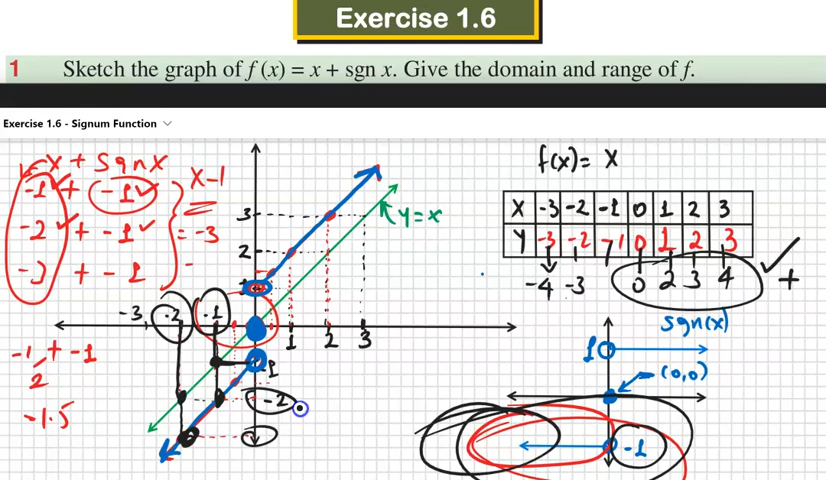 Exercise 1.6
1 Sketch the graph of f (x) = x + sgn x. Give the domain and range of f.
Exercise 1.6 - Signum Function
x + sgnx
-1 + -1
x-1
-2 + -1 = -3
-3 + - 1 =
-1/2 + -1
-1.5
3
2
1
y=x
-3, -2 -1
1 2 3
-1
-2
f(x)= x
X -3 -2 -1 0 1 2 3
Y -3 -2 -1 0 1 2 3
-4 -3 0 2 3 4 +
sgn(x)
1
(0,0)
-1